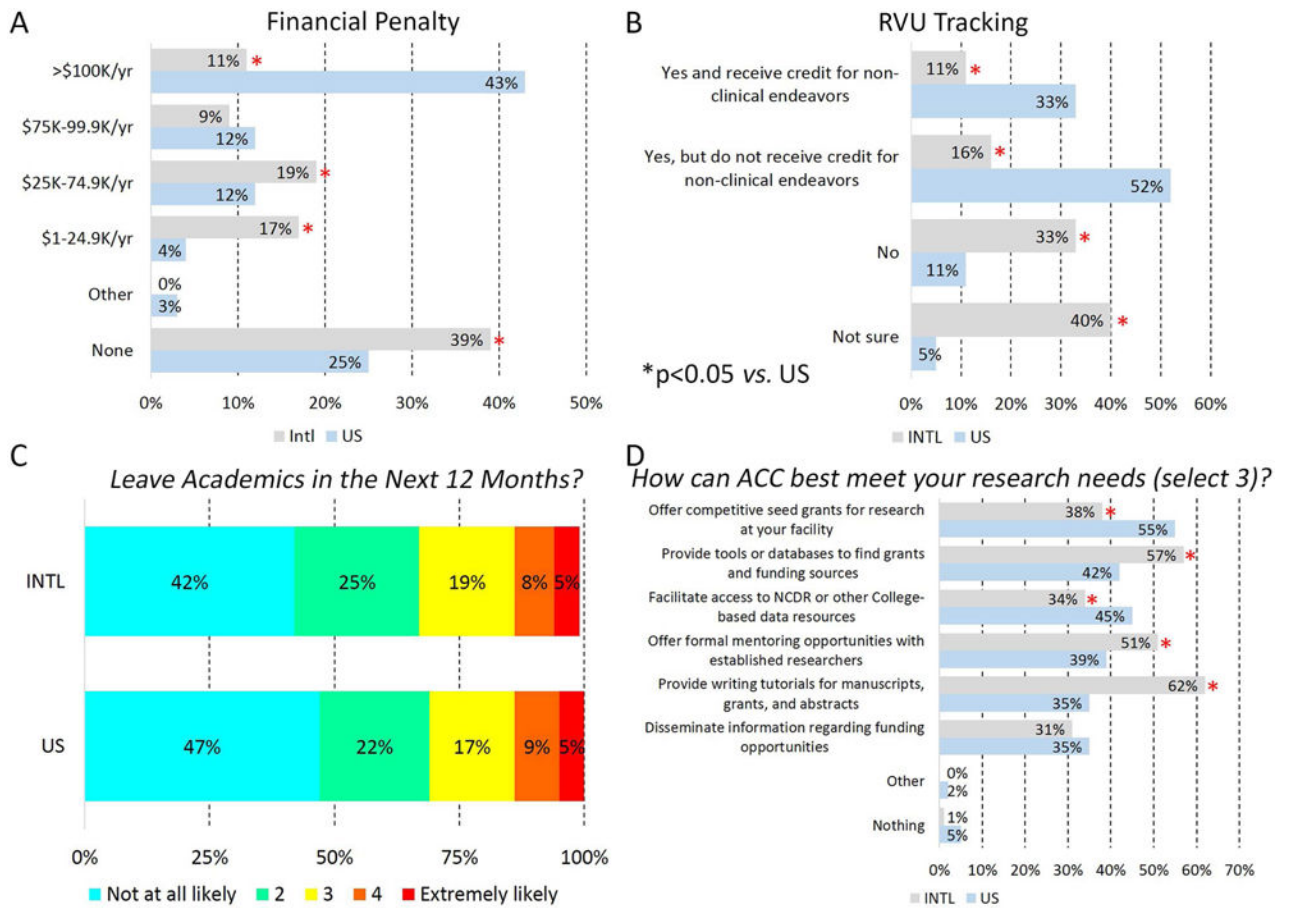 A
Financial Penalty
>$100K/yr
11% *
43%
$75K-99.9K/yr
9%
12%
$25K-74.9K/yr
19% *
12%
$1-24.9K/yr
17% *
4%
Other
0%
3%
None
39% *
25%
0% 10% 20% 30% 40% 50%
Intl US
B
RVU Tracking
Yes and receive credit for non-
clinical endeavors
11% *
33%
Yes, but do not receive credit for
non-clinical endeavors
16% *
52%
No
33% *
11%
Not sure
40% *
5%
*p<0.05 vs. US
0% 10% 20% 30% 40% 50% 60%
INTL US
C
Leave Academics in the Next 12 Months?
INTL
42% 25% 19% 8% 5%
US
47% 22% 17% 9% 5%
0% 25% 50% 75% 100%
Not at all likely 2 3 4 Extremely likely
D
How can ACC best meet your research needs (select 3)?
Offer competitive seed grants for research
at your facility
38% *
55%
Provide tools or databases to find grants
and funding sources
57% *
42%
Facilitate access to NCDR or other College-
based data resources
34% *
45%
Offer formal mentoring opportunities with
established researchers
51% *
39%
Provide writing tutorials for manuscripts,
grants, and abstracts
62% *
35%
Disseminate information regarding funding
opportunities
31%
35%
Other
0%
2%
Nothing
1%
5%
0% 10% 20% 30% 40% 50% 60% 70%
INTL US